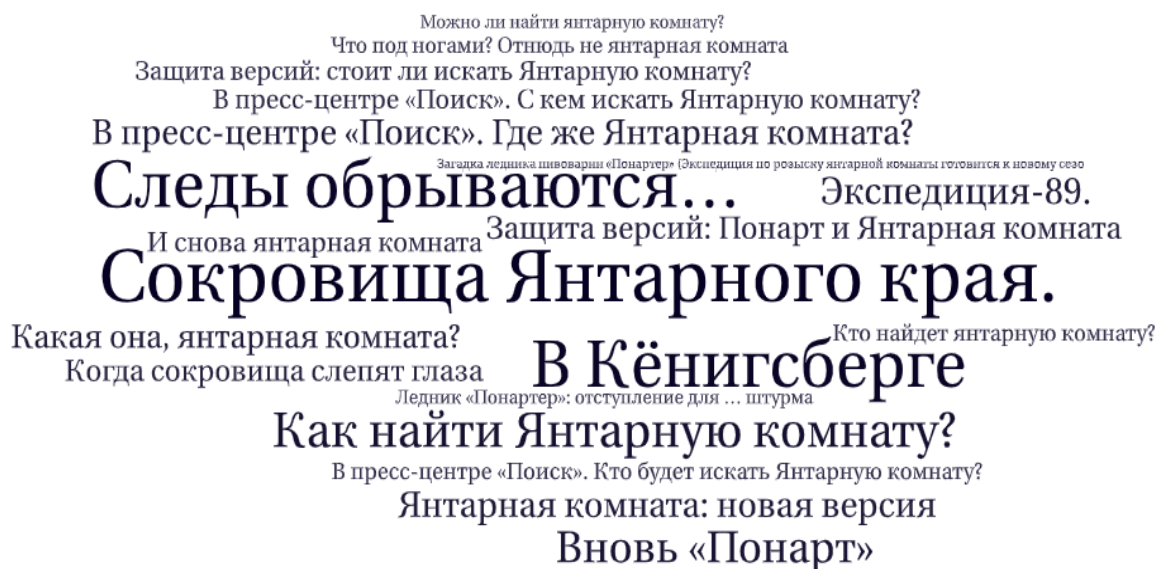 Можно ли найти янтарную комнату?
Что под ногами? Отнюдь не янтарная комната
Защита версий: стоит ли искать Янтарную комнату?
В пресс-центре «Поиск». С кем искать Янтарную комнату?
В пресс-центре «Поиск». Где же Янтарная комната?
Загадка ледника пивоварни «Понартер» (Экспедиция по розыску янтарной комнаты готовится к новому сезо
Следы обрываются...
Экспедиция-89.
Защита версий: Понарт и Янтарная комната
И снова янтарная комната
Сокровища Янтарного края.
Какая она, янтарная комната?
Кто найдет янтарную комнату?
Когда сокровища слепят глаза
В Кёнигсберге
Ледник «Понартер»: отступление для ... штурма
Как найти Янтарную комнату?
В пресс-центре «Поиск». Кто будет искать Янтарную комнату?
Янтарная комната: новая версия
Вновь «Понарт»